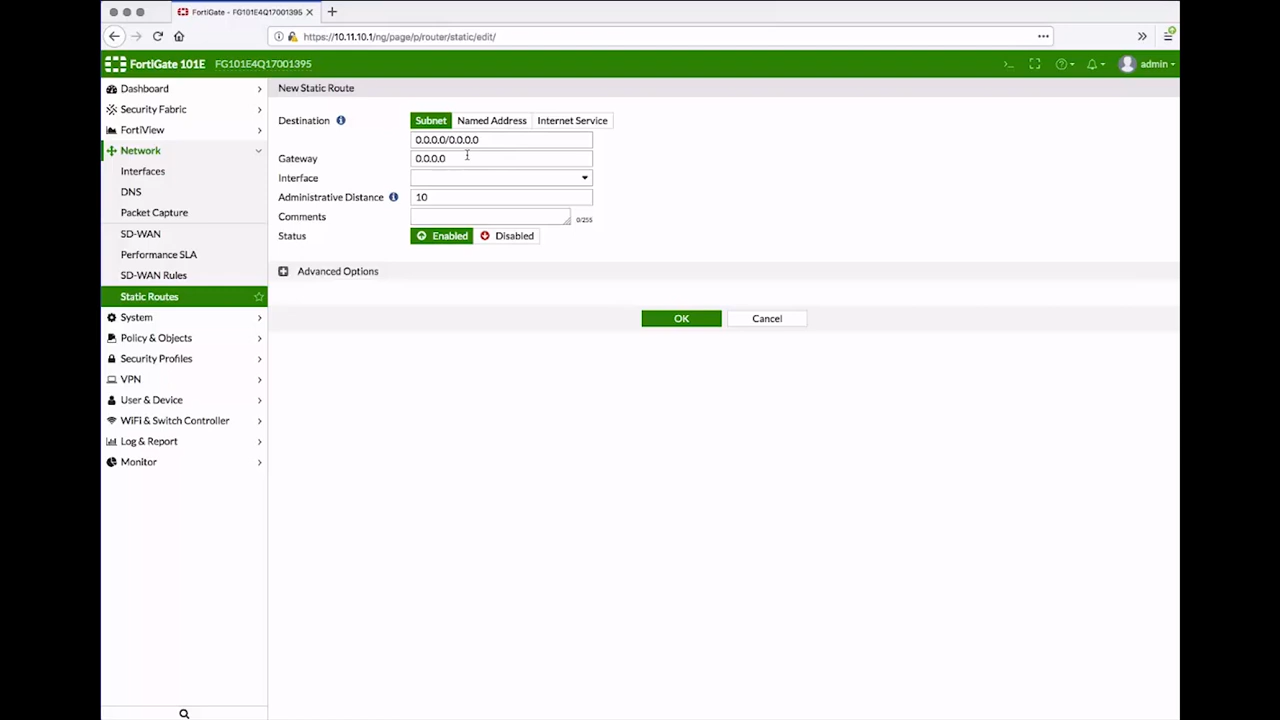 FortiGate - FG101E4Q17001395
https://10.11.10.1/ng/page/p/router/static/edit/
FortiGate 101E FG101E4Q17001395
admin
Dashboard
Security Fabric
FortiView
Network
Interfaces
DNS
Packet Capture
SD-WAN
Performance SLA
SD-WAN Rules
Static Routes
System
Policy & Objects
Security Profiles
VPN
User & Device
WiFi & Switch Controller
Log & Report
Monitor
New Static Route
Destination Subnet Named Address Internet Service
0.0.0.0/0.0.0.0
Gateway 0.0.0.0
Interface
Administrative Distance 10
Comments 0/255
Status Enabled Disabled
Advanced Options
OK Cancel